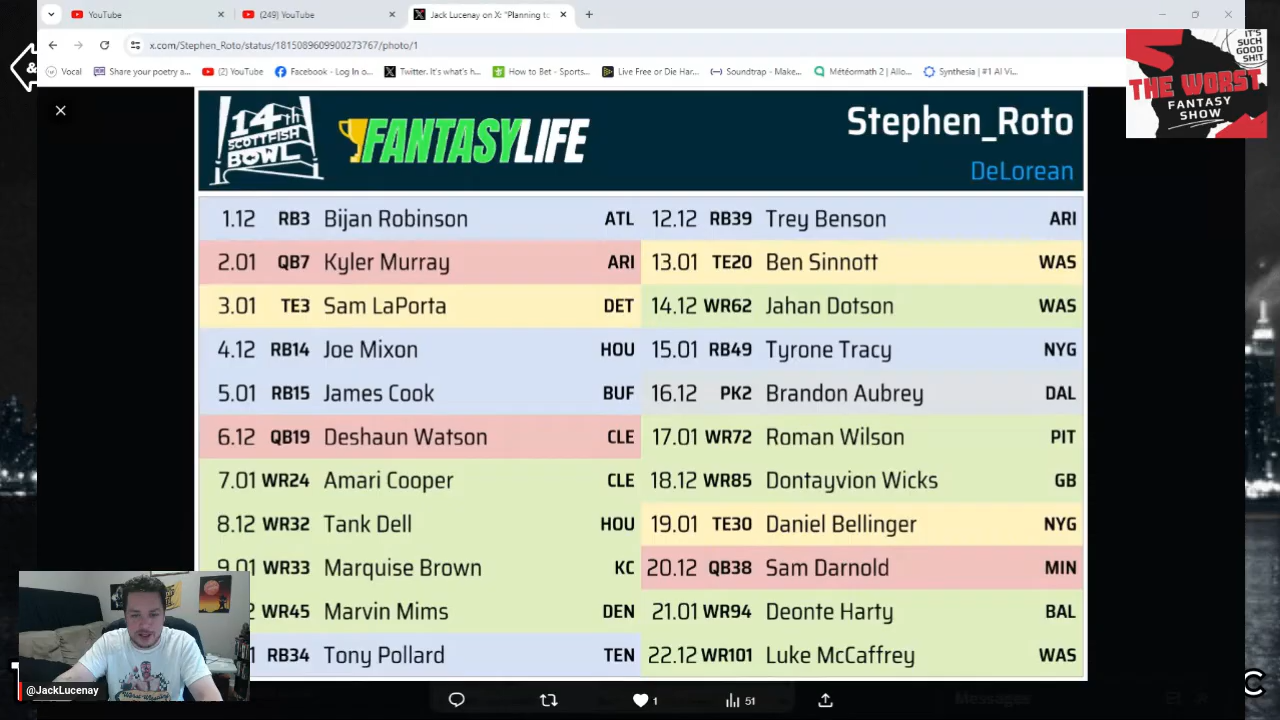 YouTube
(249) YouTube
Jack Lucenay on X: "Planning to
x.com/Stephen_Roto/status/1815089609900273767/photo/1
Vocal
Share your poetry a...
(2) YouTube
Facebook - Log In o...
Twitter. It's what's h...
How to Bet - Sports...
Live Free or Die Har...
Soundtrap - Make...
Météormath 2 | Allo...
Synthesia | #1 AI Vi...
IT'S SUCH GOOD SH!T!
THE WORST
FANTASY
SHOW
&
14th
SCOTTFISH
BOWL
FANTASYLIFE
Stephen_Roto
DeLorean
1.12 RB3 Bijan Robinson ATL
2.01 QB7 Kyler Murray ARI
3.01 TE3 Sam LaPorta DET
4.12 RB14 Joe Mixon HOU
5.01 RB15 James Cook BUF
6.12 QB19 Deshaun Watson CLE
7.01 WR24 Amari Cooper CLE
8.12 WR32 Tank Dell HOU
9.01 WR33 Marquise Brown KC
2 WR45 Marvin Mims DEN
1 RB34 Tony Pollard TEN
12.12 RB39 Trey Benson ARI
13.01 TE20 Ben Sinnott WAS
14.12 WR62 Jahan Dotson WAS
15.01 RB49 Tyrone Tracy NYG
16.12 PK2 Brandon Aubrey DAL
17.01 WR72 Roman Wilson PIT
18.12 WR85 Dontayvion Wicks GB
19.01 TE30 Daniel Bellinger NYG
20.12 QB38 Sam Darnold MIN
21.01 WR94 Deonte Harty BAL
22.12 WR101 Luke McCaffrey WAS
@JackLucenay
1
51
Messages
C